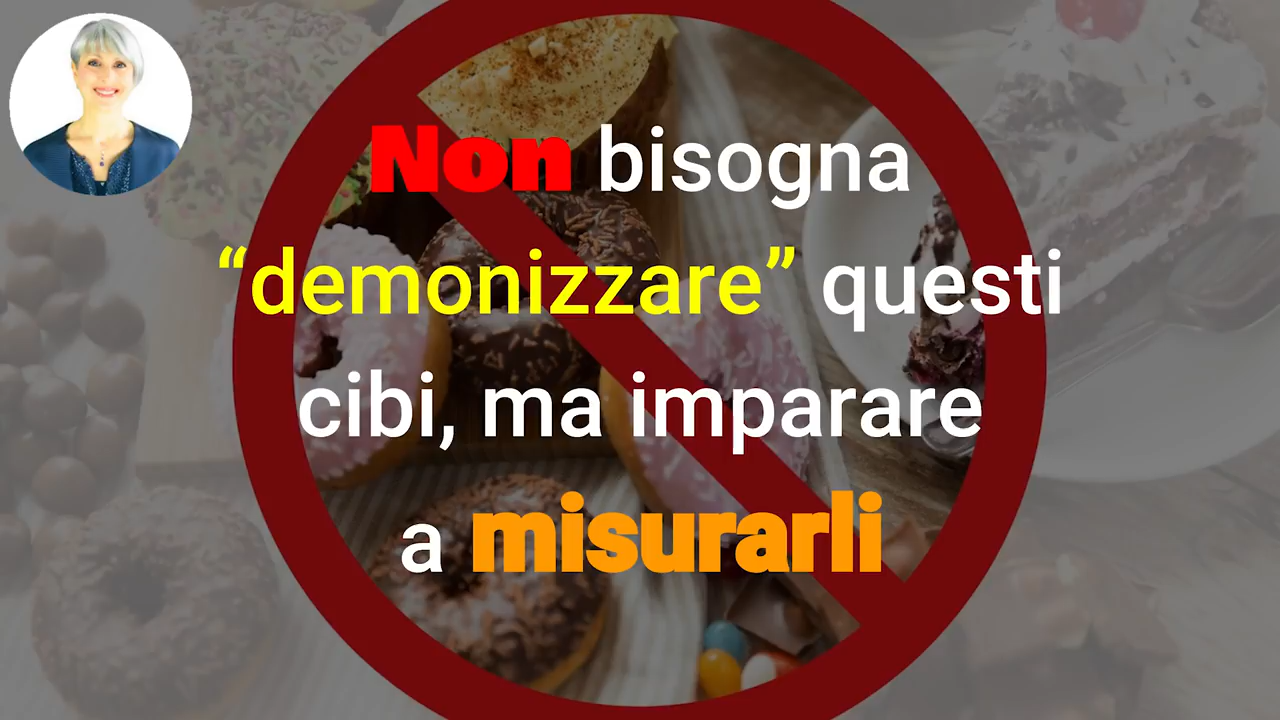 Non bisogna
“demonizzare” questi
cibi, ma imparare
a misurarli